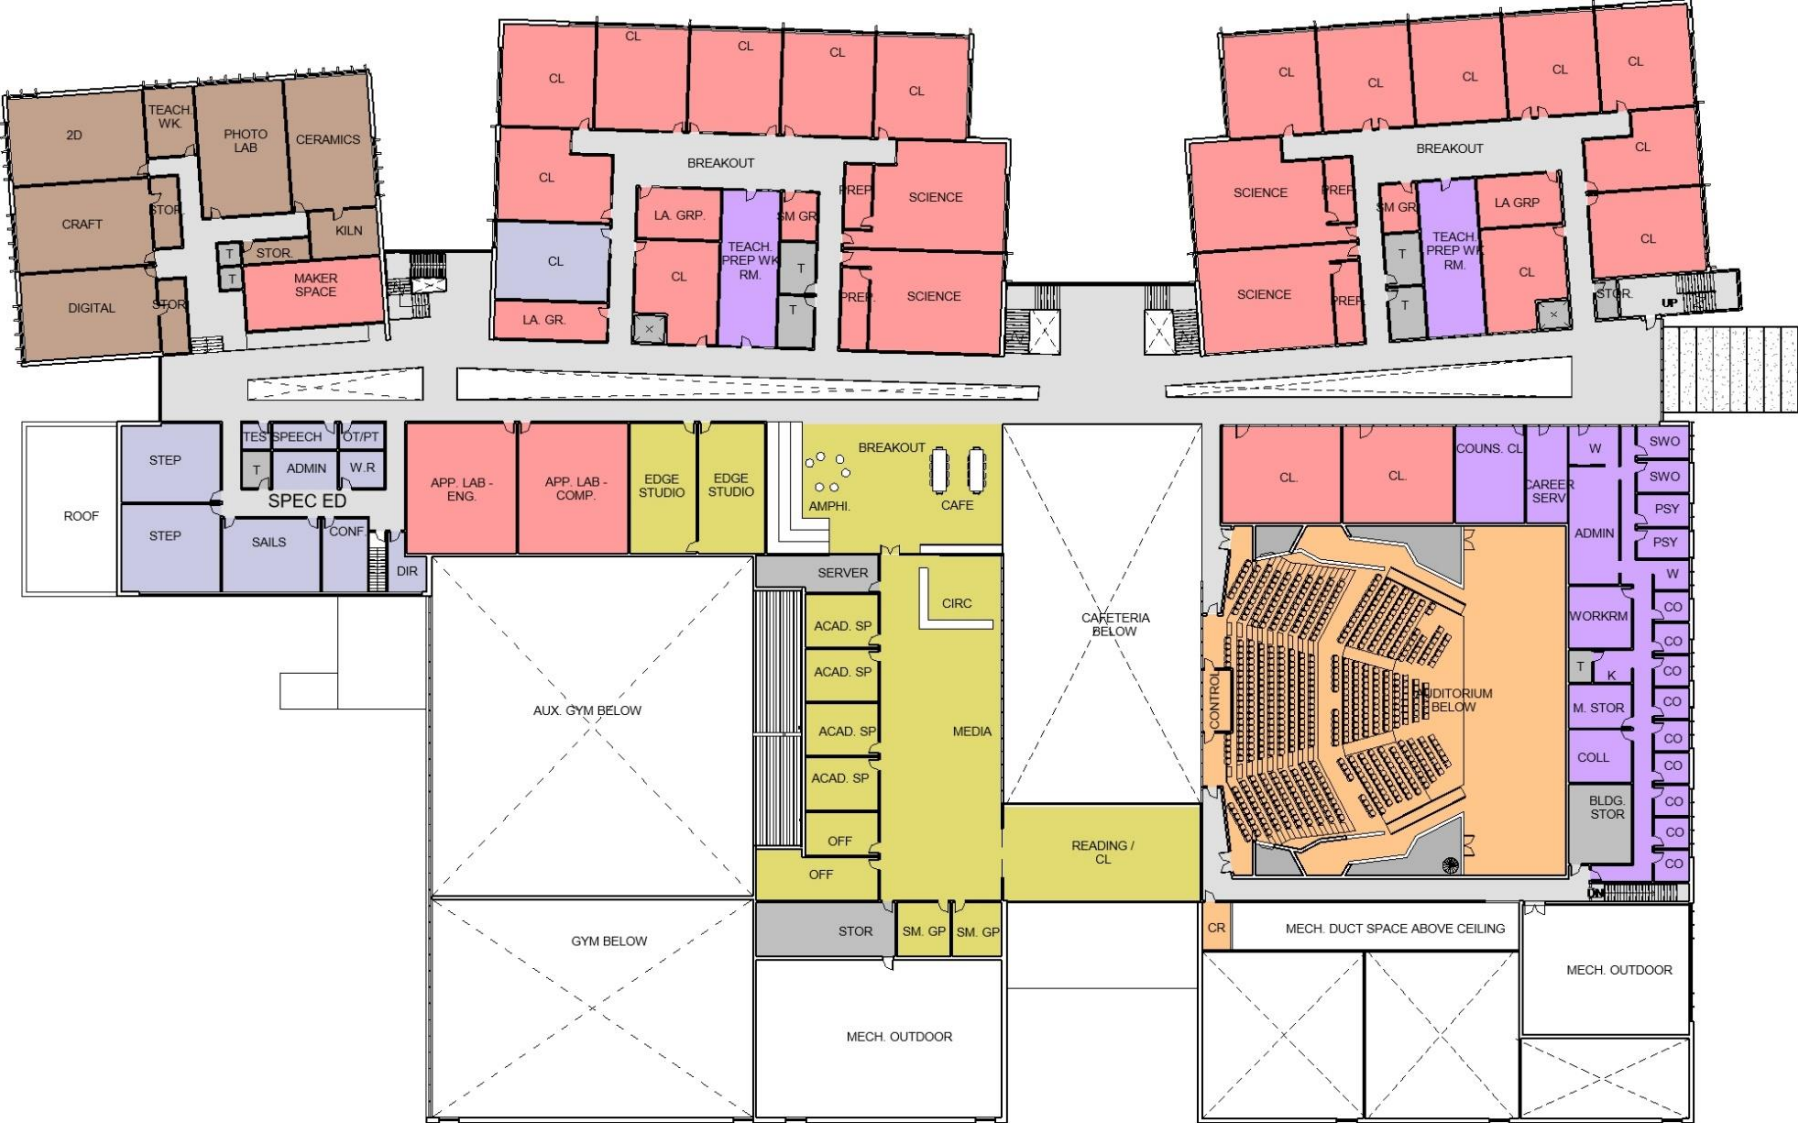 2D
TEACH.
WK.
PHOTO
LAB
CERAMICS
CRAFT
STOR.
KILN
T
STOR.
T
MAKER
SPACE
DIGITAL
STOR.
CL
CL
CL
CL
CL
BREAKOUT
CL
PREP
SCIENCE
LA. GRP.
SM GR
CL
TEACH.
PREP WK
RM.
T
CL
PREP.
SCIENCE
LA. GR.
T
X
X
CL
CL
CL
CL
CL
BREAKOUT
CL
SCIENCE
PREP
SM GR
LA GRP
TEACH.
PREP WK
RM.
CL
T
CL
SCIENCE
PREP.
T
STOR.
UP
X
X
ROOF
STEP
TEST
SPEECH
OT/PT
T
ADMIN
W.R
SPEC ED
STEP
SAILS
CONF.
DIR
APP. LAB -
ENG.
APP. LAB -
COMP.
EDGE
STUDIO
EDGE
STUDIO
BREAKOUT
AMPHI.
CAFE
SERVER
CIRC
ACAD. SP
ACAD. SP
ACAD. SP
ACAD. SP
OFF
OFF
MEDIA
CAFETERIA
BELOW
AUX. GYM BELOW
GYM BELOW
READING /
CL
STOR
SM. GP
SM. GP
MECH. OUTDOOR
CL.
CL.
COUNS. CL
CAREER
SERV
W
SWO
SWO
PSY
PSY
ADMIN
W
WORKRM
CO
CO
T
K
CO
M. STOR
CO
CO
COLL
CO
BLDG.
STOR
CO
CO
CO
CONTROL
AUDITORIUM
BELOW
DN
CR
MECH. DUCT SPACE ABOVE CEILING
MECH. OUTDOOR